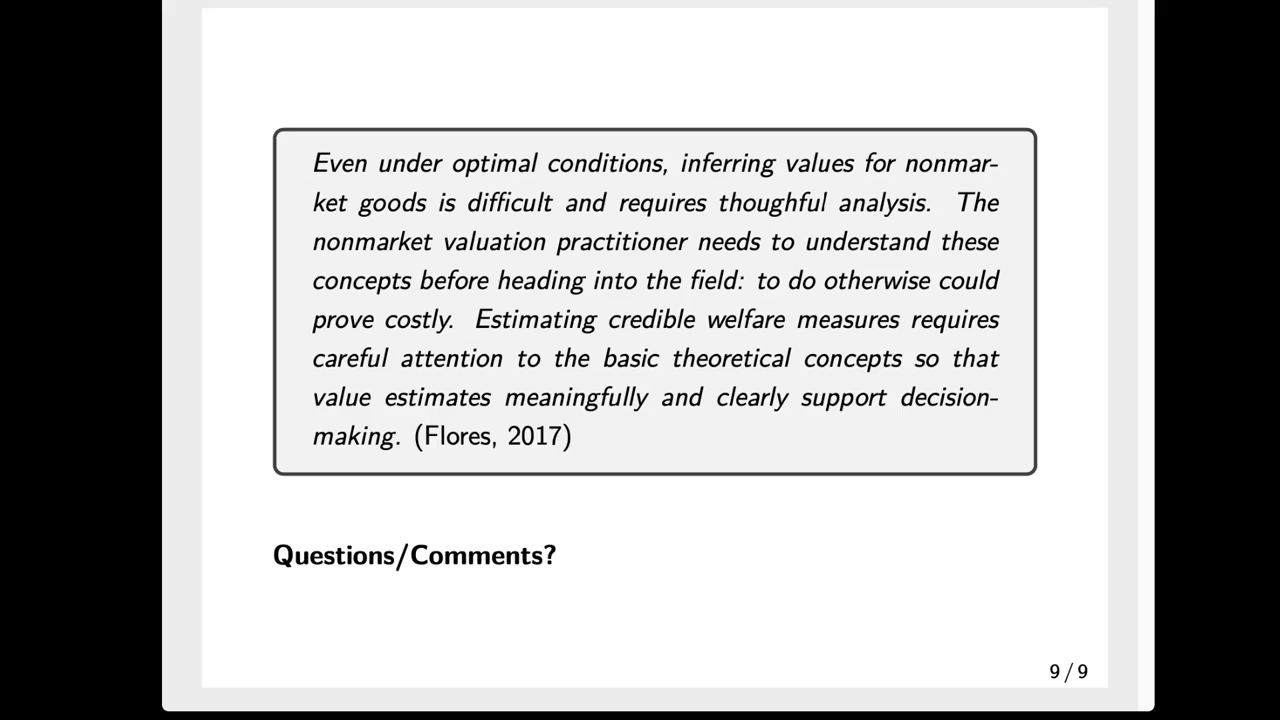 Even under optimal conditions, inferring values for nonmar-
ket goods is difficult and requires thoughful analysis. The
nonmarket valuation practitioner needs to understand these
concepts before heading into the field: to do otherwise could
prove costly. Estimating credible welfare measures requires
careful attention to the basic theoretical concepts so that
value estimates meaningfully and clearly support decision-
making. (Flores, 2017)
Questions/Comments?
9 / 9